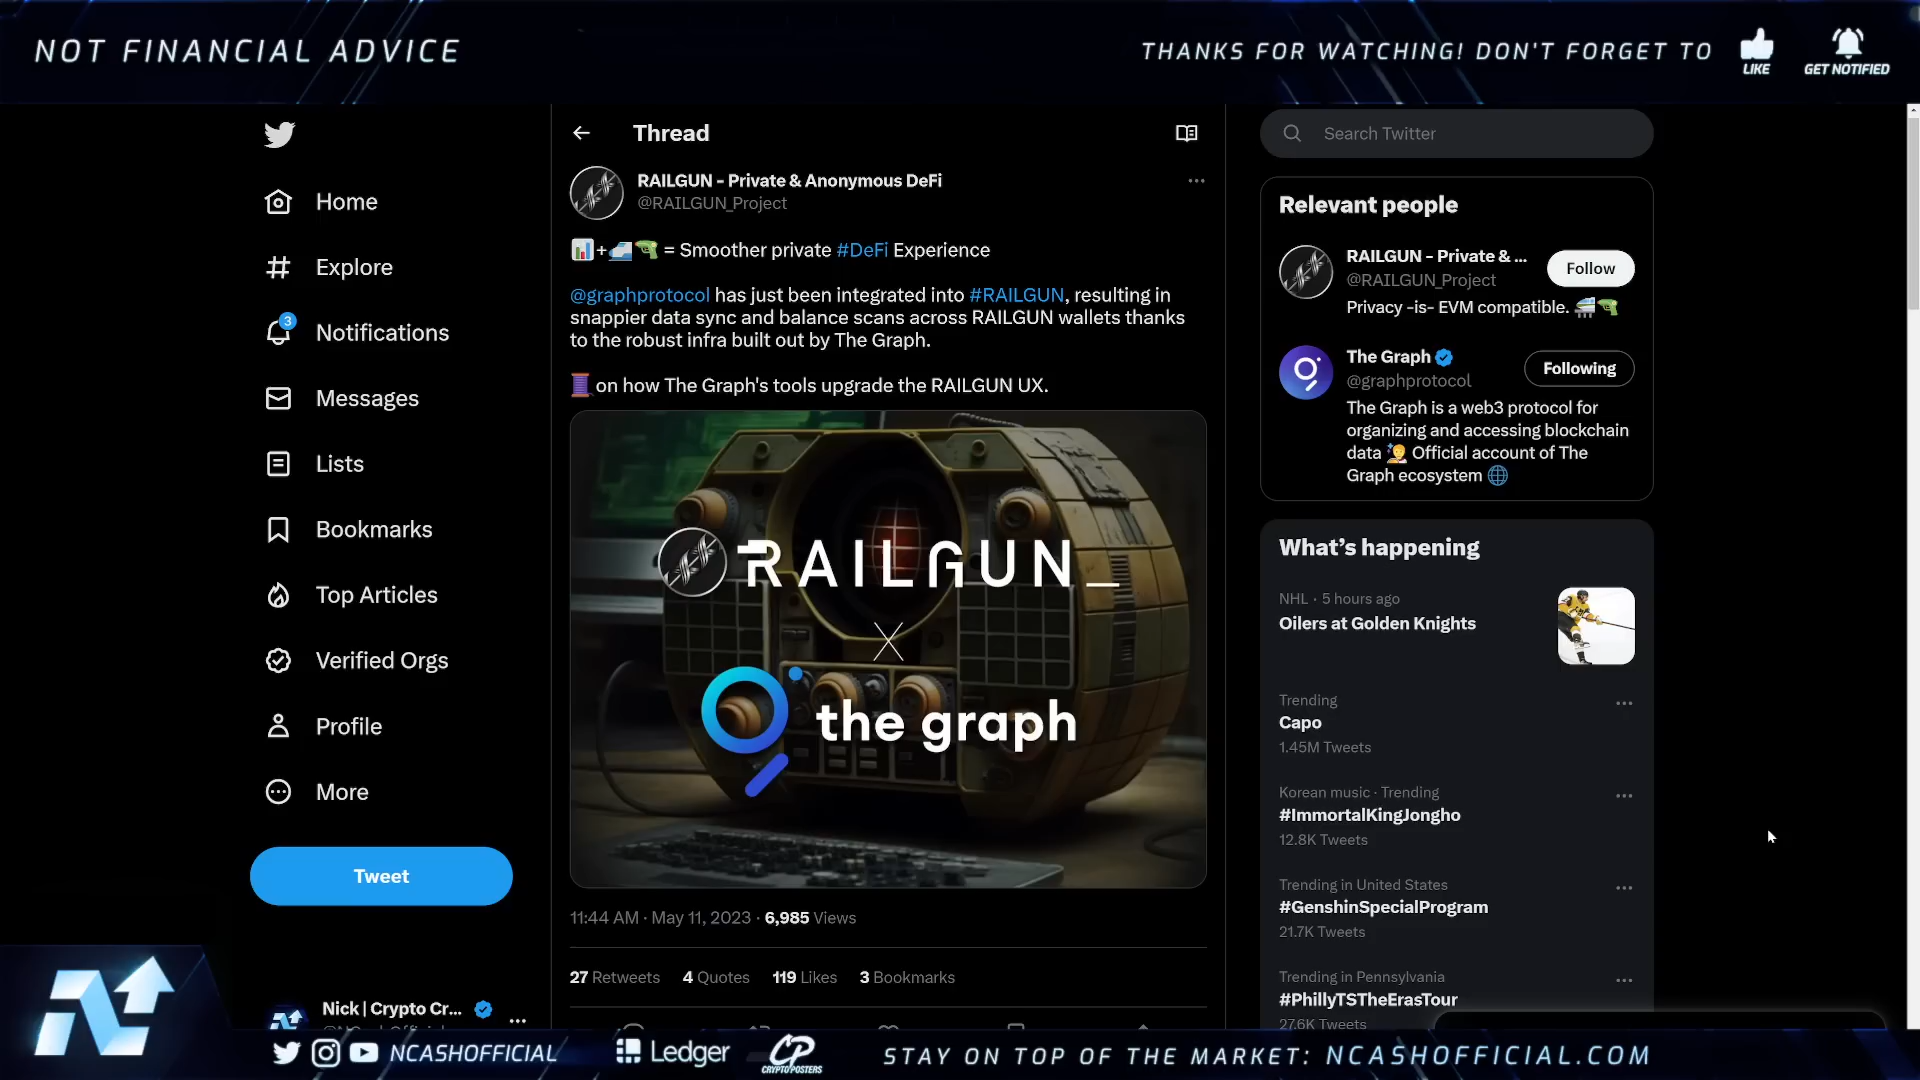 NOT FINANCIAL ADVICE
THANKS FOR WATCHING! DON'T FORGET TO
LIKE
GET NOTIFIED
Home
Explore
3
Notifications
Messages
Lists
Bookmarks
Top Articles
Verified Orgs
Profile
More
Tweet
Nick | Crypto Cr...
Thread
RAILGUN - Private & Anonymous DeFi
@RAILGUN_Project
📊+🚅🔫 = Smoother private #DeFi Experience
@graphprotocol has just been integrated into #RAILGUN, resulting in
snappier data sync and balance scans across RAILGUN wallets thanks
to the robust infra built out by The Graph.
🧵 on how The Graph's tools upgrade the RAILGUN UX.
RAILGUN_
the graph
11:44 AM · May 11, 2023 · 6,985 Views
27 Retweets 4 Quotes 119 Likes 3 Bookmarks
Search Twitter
Relevant people
RAILGUN - Private & ...
@RAILGUN_Project
Follow
Privacy -is- EVM compatible. 🚝🔫
The Graph
@graphprotocol
Following
The Graph is a web3 protocol for
organizing and accessing blockchain
data 🧑‍🚀 Official account of The
Graph ecosystem 🌐
What's happening
NHL · 5 hours ago
Oilers at Golden Knights
Trending
Capo
1.45M Tweets
Korean music · Trending
#ImmortalKingJongho
12.8K Tweets
Trending in United States
#GenshinSpecialProgram
21.7K Tweets
Trending in Pennsylvania
#PhillyTSTheErasTour
27.6K Tweets
NCASHOFFICIAL
Ledger
CP
CRYPTOPOSTERS
STAY ON TOP OF THE MARKET: NCASHOFFICIAL.COM